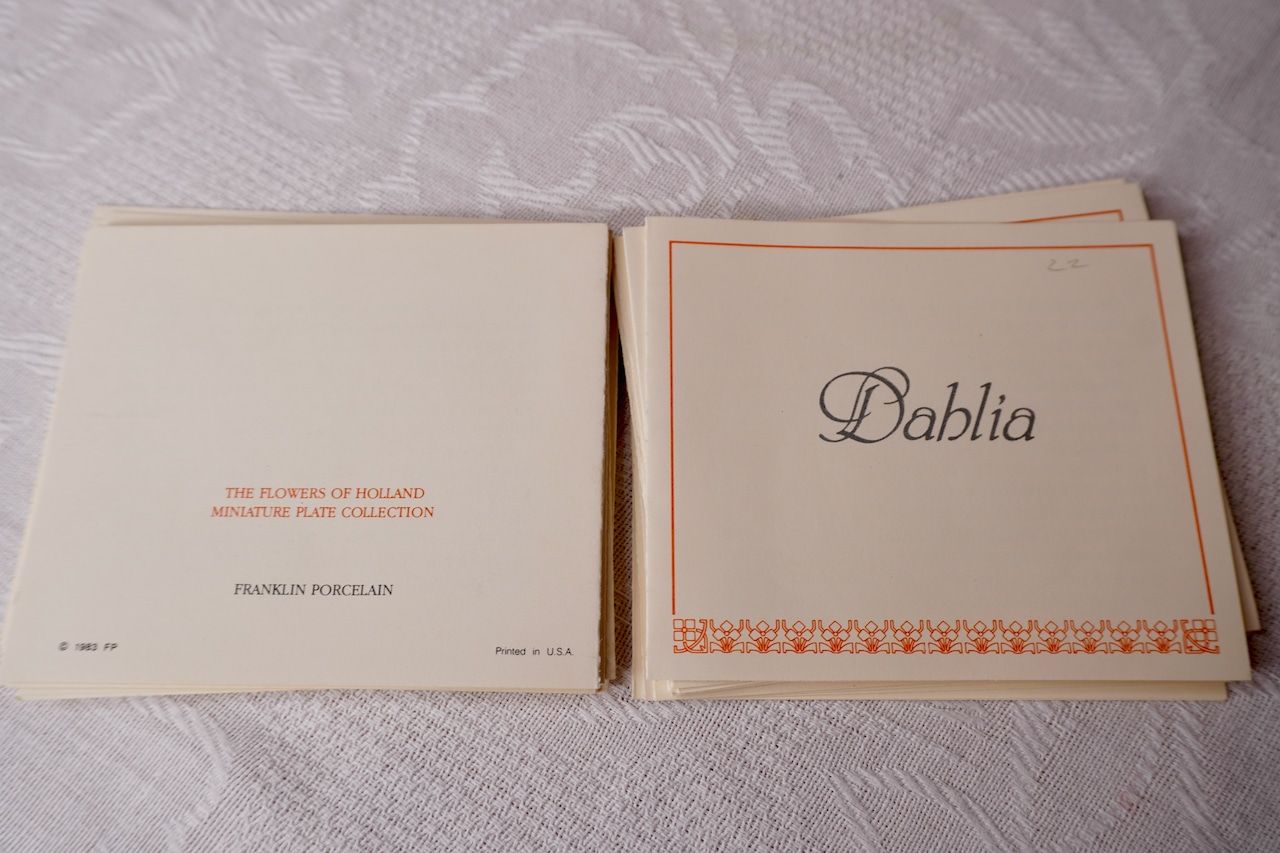 THE FLOWERS OF HOLLAND
MINIATURE PLATE COLLECTION
FRANKLIN PORCELAIN
© 1983 FP
Printed in U.S.A.
22
Dahlia